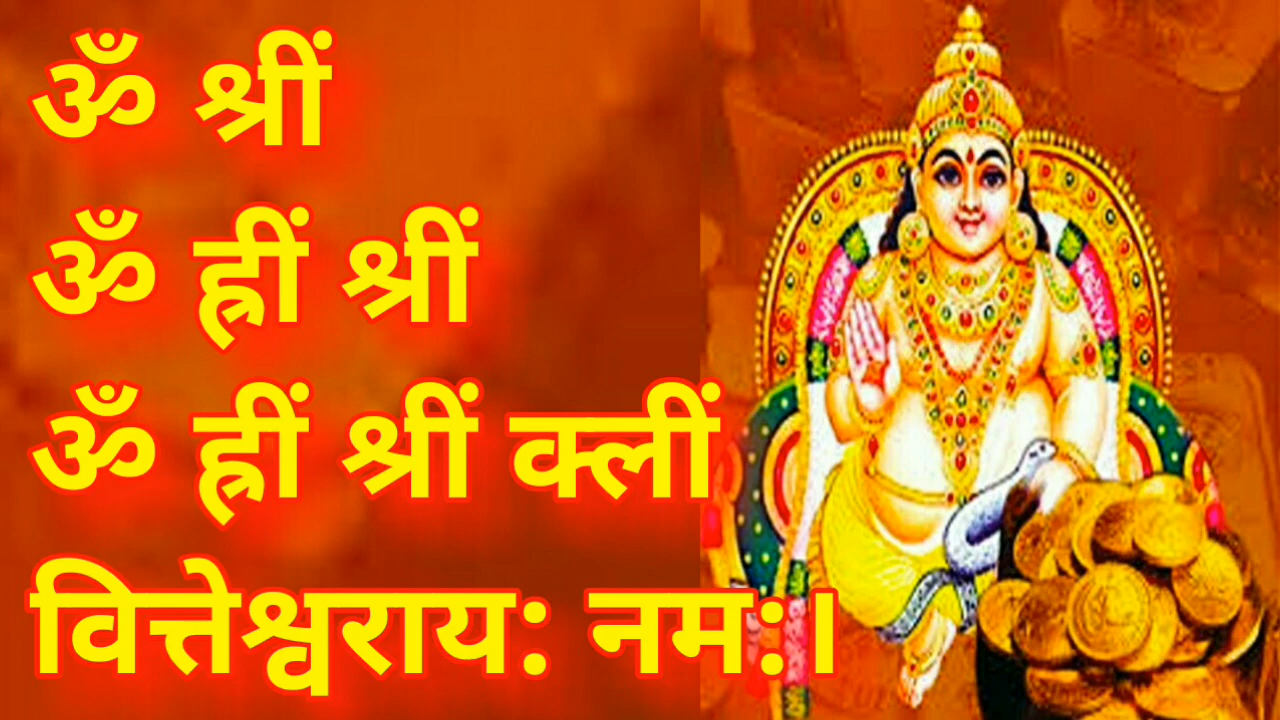 ॐ श्रीं
ॐ ह्रीं श्रीं
ॐ ह्रीं श्रीं क्लीं
वित्तेश्वराय: नम:।